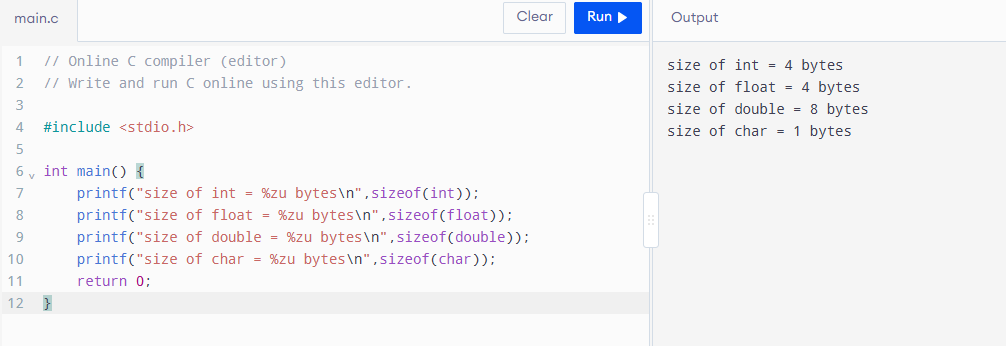 main.c
Clear
Run
Output
1 // Online C compiler (editor)
2 // Write and run C online using this editor.
3
4 #include <stdio.h>
5
6 int main() {
7     printf("size of int = %zu bytes\n",sizeof(int));
8     printf("size of float = %zu bytes\n",sizeof(float));
9     printf("size of double = %zu bytes\n",sizeof(double));
10     printf("size of char = %zu bytes\n",sizeof(char));
11     return 0;
12 }
size of int = 4 bytes
size of float = 4 bytes
size of double = 8 bytes
size of char = 1 bytes